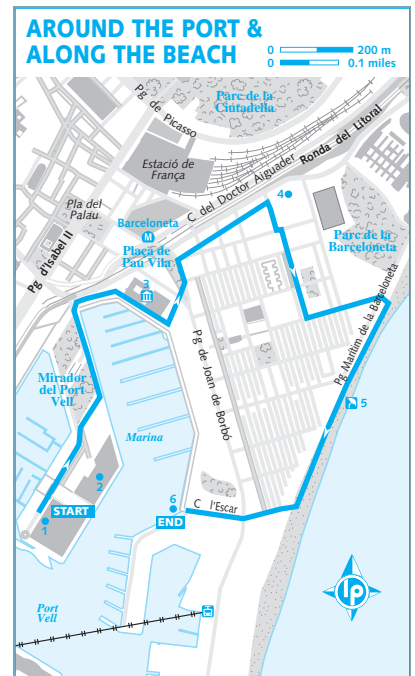 AROUND THE PORT &
ALONG THE BEACH
0 200 m
0 0.1 miles
Parc de la
Ciutadella
Pg de Picasso
Estació de
França
C del Doctor Aiguader
Ronda del Litoral
Pla del
Palau
Pg d'Isabel II
Barceloneta
M
Plaça de
Pau Vila
3
4
Parc de la
Barceloneta
Pg Marítim de la Barceloneta
Pg de Joan de Borbó
Mirador
del Port
Vell
Marina
5
2
START
1
6
END
C l'Escar
Port
Vell
lp